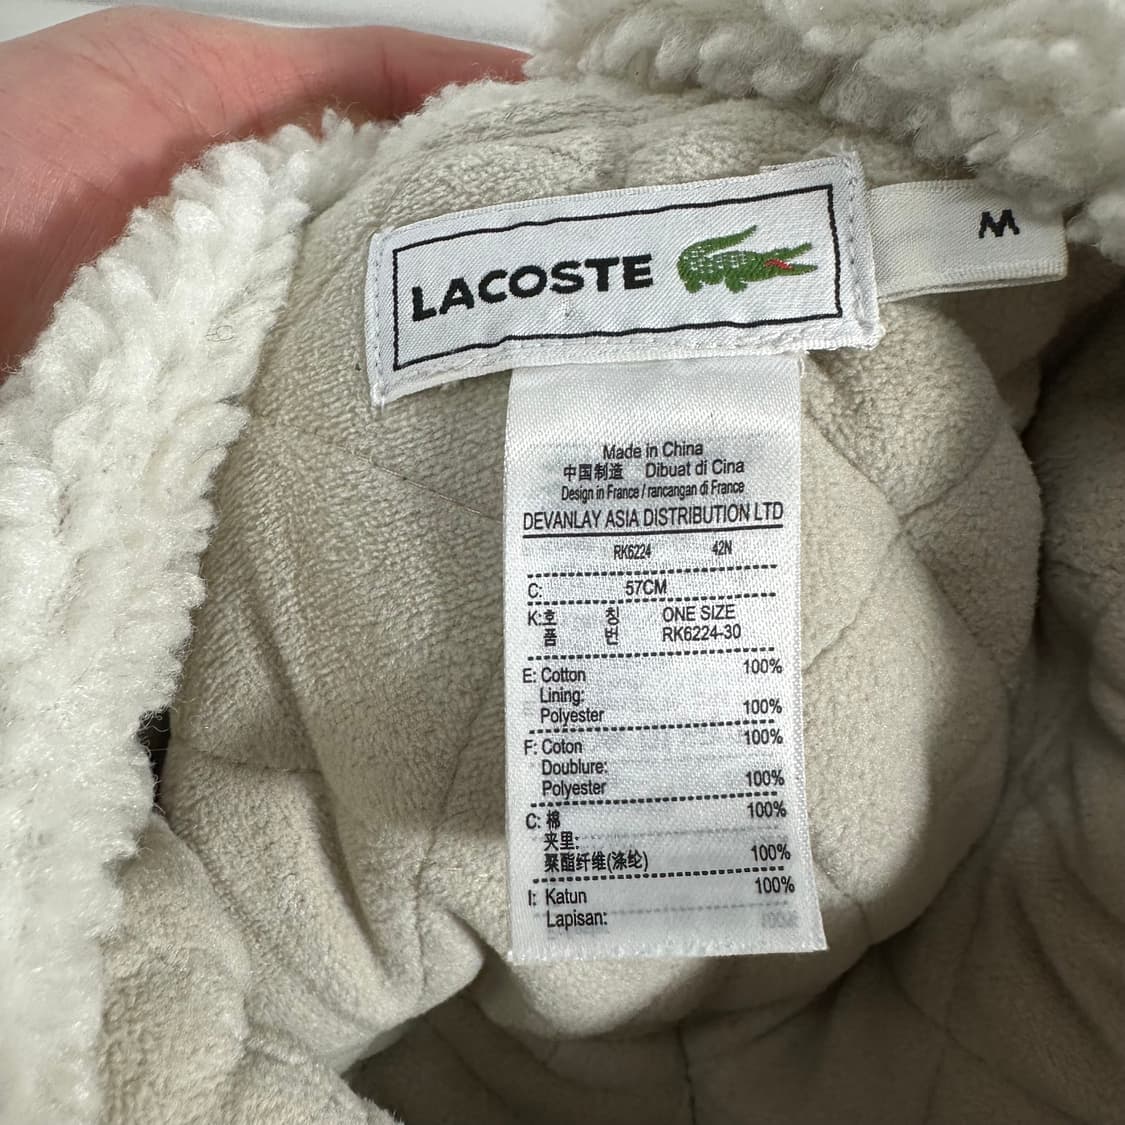 LACOSTE
M
Made in China
中国制造 Dibuat di Cina
Design in France / rancangan di France
DEVANLAY ASIA DISTRIBUTION LTD
RK6224 42N
C: 57CM
K:호 칭 ONE SIZE
품 번 RK6224-30
E: Cotton 100%
Lining:
Polyester 100%
F: Coton 100%
Doublure:
Polyester 100%
C: 棉 100%
夹里:
聚酯纤维(涤纶) 100%
I: Katun 100%
Lapisan: